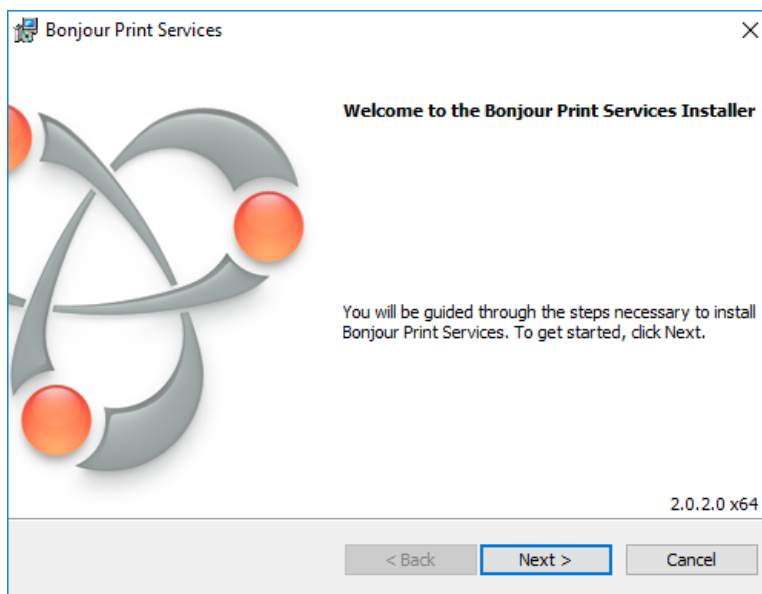 Bonjour Print Services
Welcome to the Bonjour Print Services Installer
You will be guided through the steps necessary to install
Bonjour Print Services. To get started, click Next.
2.0.2.0 x64
< Back Next > Cancel